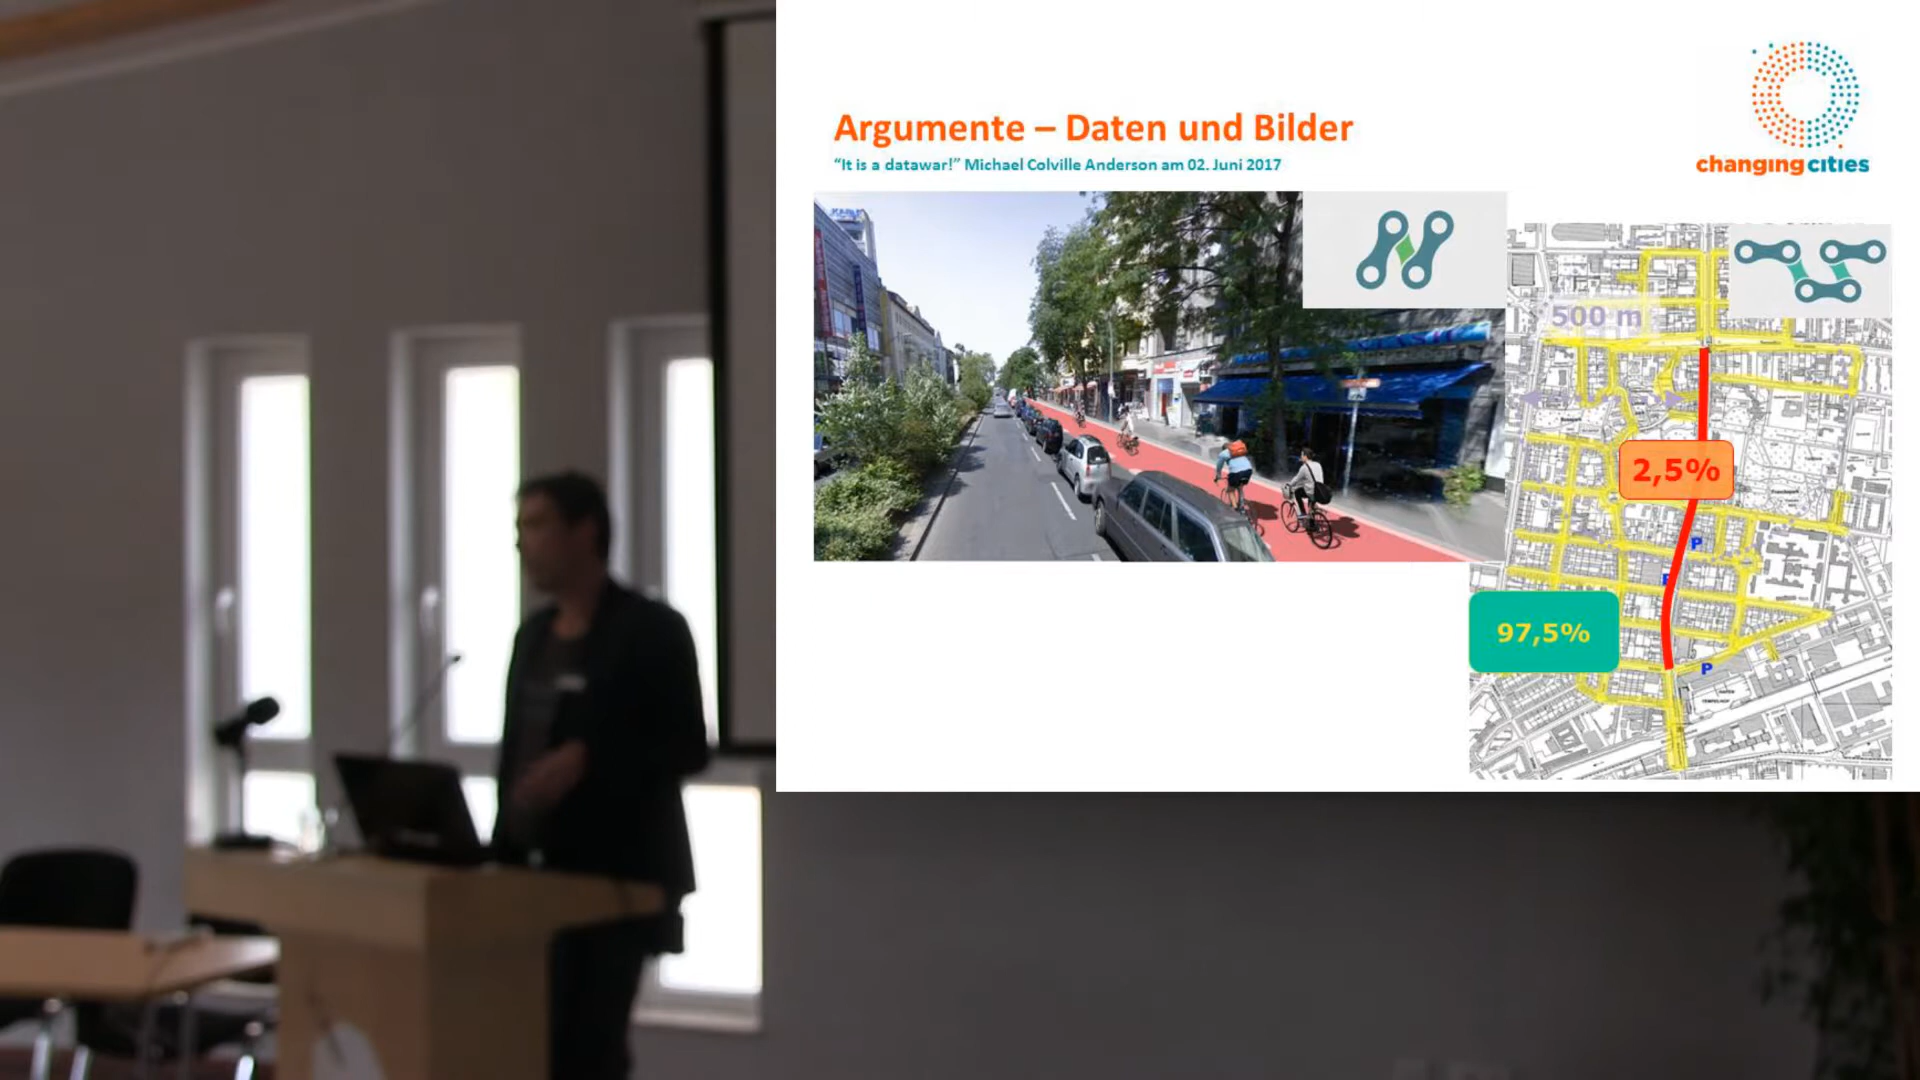 Argumente – Daten und Bilder
“It is a datawar!” Michael Colville Anderson am 02. Juni 2017
changing cities
500 m
2,5%
P
P
97,5%
P